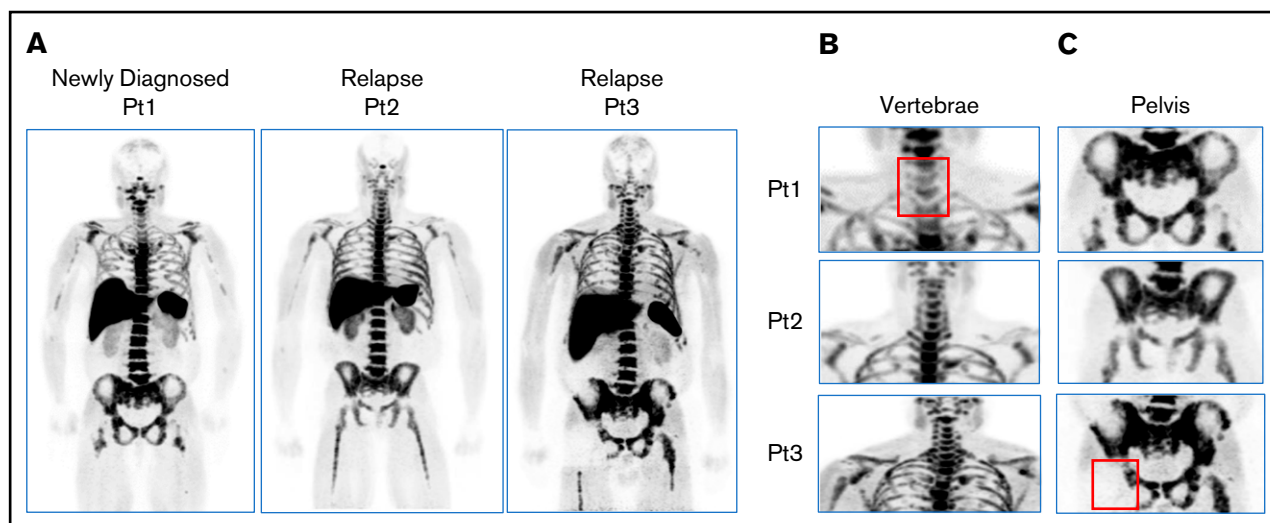 A
B
C
Newly Diagnosed
Pt1
Relapse
Pt2
Relapse
Pt3
Vertebrae
Pelvis
Pt1
Pt2
Pt3